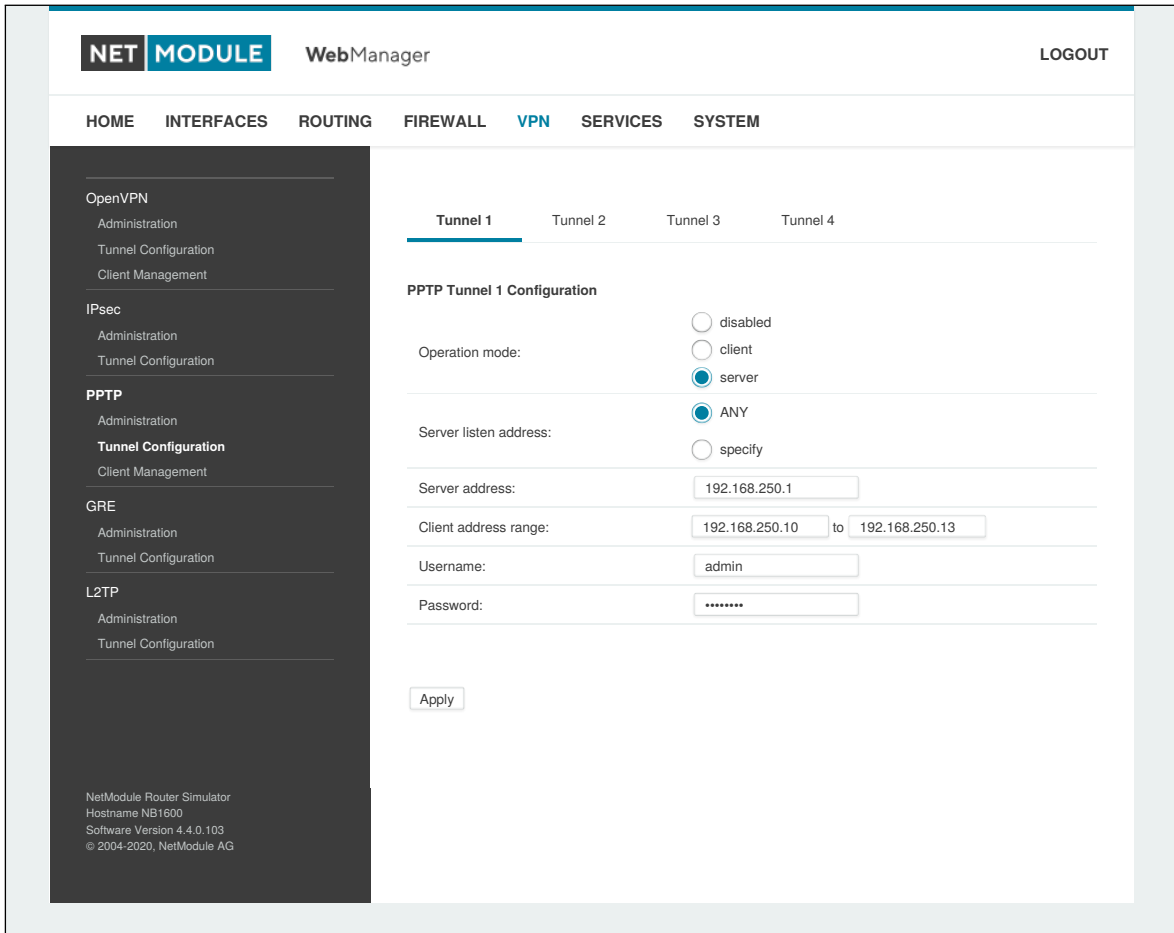 NET MODULE WebManager LOGOUT
HOME INTERFACES ROUTING FIREWALL VPN SERVICES SYSTEM
OpenVPN
Administration
Tunnel Configuration
Client Management
IPsec
Administration
Tunnel Configuration
PPTP
Administration
Tunnel Configuration
Client Management
GRE
Administration
Tunnel Configuration
L2TP
Administration
Tunnel Configuration
NetModule Router Simulator
Hostname NB1600
Software Version 4.4.0.103
© 2004-2020, NetModule AG
Tunnel 1 Tunnel 2 Tunnel 3 Tunnel 4
PPTP Tunnel 1 Configuration
Operation mode:
disabled
client
server
Server listen address:
ANY
specify
Server address: 192.168.250.1
Client address range: 192.168.250.10 to 192.168.250.13
Username: admin
Password: ••••••••
Apply